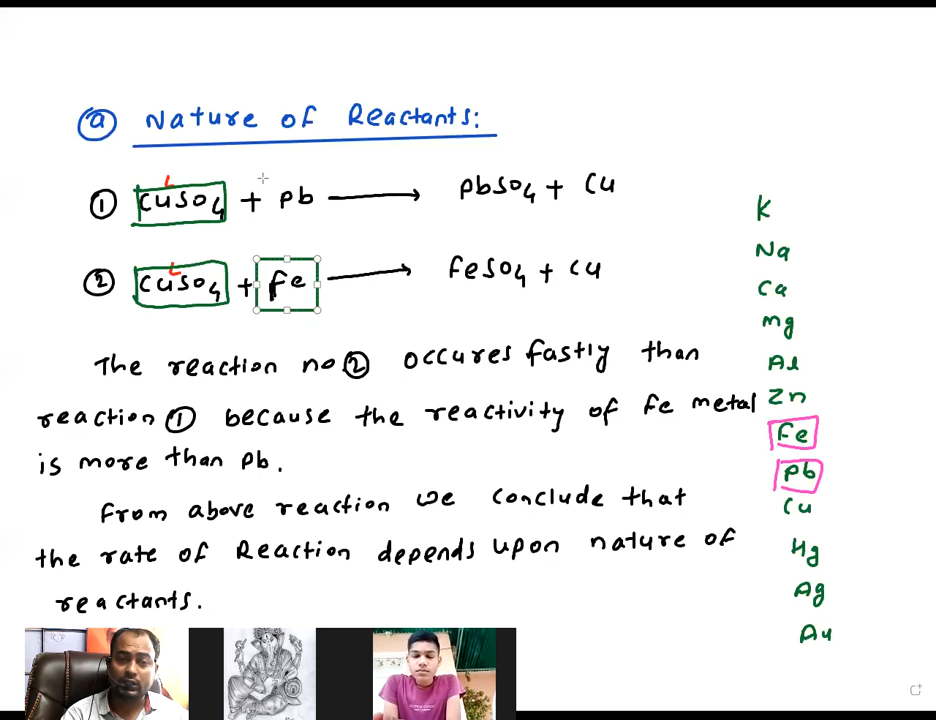 a Nature of Reactants:
1 CuSO4 + Pb → PbSO4 + Cu
2 CuSO4 + Fe → FeSO4 + Cu
The reaction no 2 occures fastly than
reaction 1 because the reactivity of Fe metal
is more than Pb.
From above reaction we conclude that
the rate of Reaction depends upon nature of
reactants.
K
Na
Ca
Mg
Al
Zn
Fe
Pb
Cu
Hg
Ag
Au